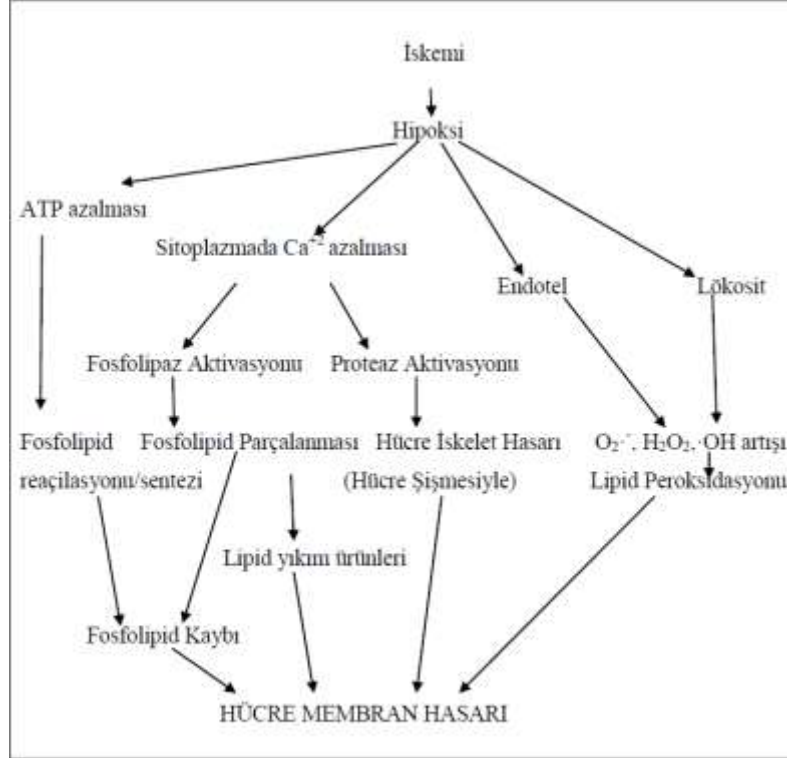 İskemi
Hipoksi
ATP azalması
Sitoplazmada Ca⁺² azalması
Endotel
Lökosit
Fosfolipaz Aktivasyonu
Proteaz Aktivasyonu
Fosfolipid
reaçilasyonu/sentezi
Fosfolipid Parçalanması
Hücre İskelet Hasarı
(Hücre Şişmesiyle)
O₂·⁻, H₂O₂, ·OH artışı
Lipid Peroksidasyonu
Lipid yıkım ürünleri
Fosfolipid Kaybı
HÜCRE MEMBRAN HASARI